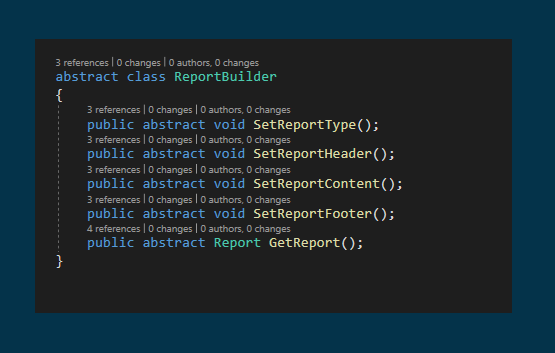 3 references | 0 changes | 0 authors, 0 changes
abstract class ReportBuilder
{
3 references | 0 changes | 0 authors, 0 changes
public abstract void SetReportType();
3 references | 0 changes | 0 authors, 0 changes
public abstract void SetReportHeader();
3 references | 0 changes | 0 authors, 0 changes
public abstract void SetReportContent();
3 references | 0 changes | 0 authors, 0 changes
public abstract void SetReportFooter();
4 references | 0 changes | 0 authors, 0 changes
public abstract Report GetReport();
}